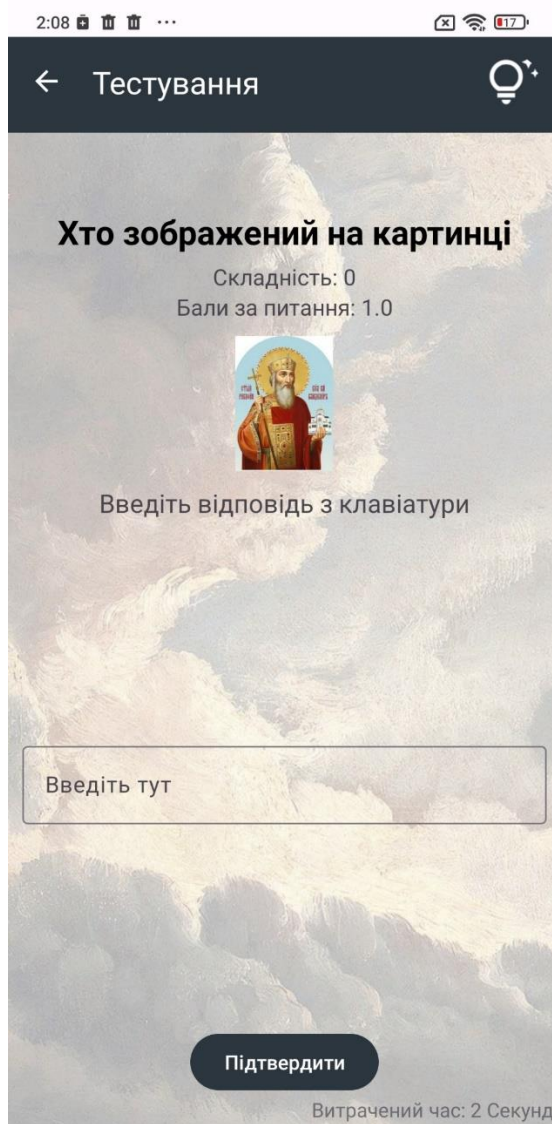 2:08
17
Тестування
Хто зображений на картинці
Складність: 0
Бали за питання: 1.0
Введіть відповідь з клавіатури
Введіть тут
Підтвердити
Витрачений час: 2 Секунд